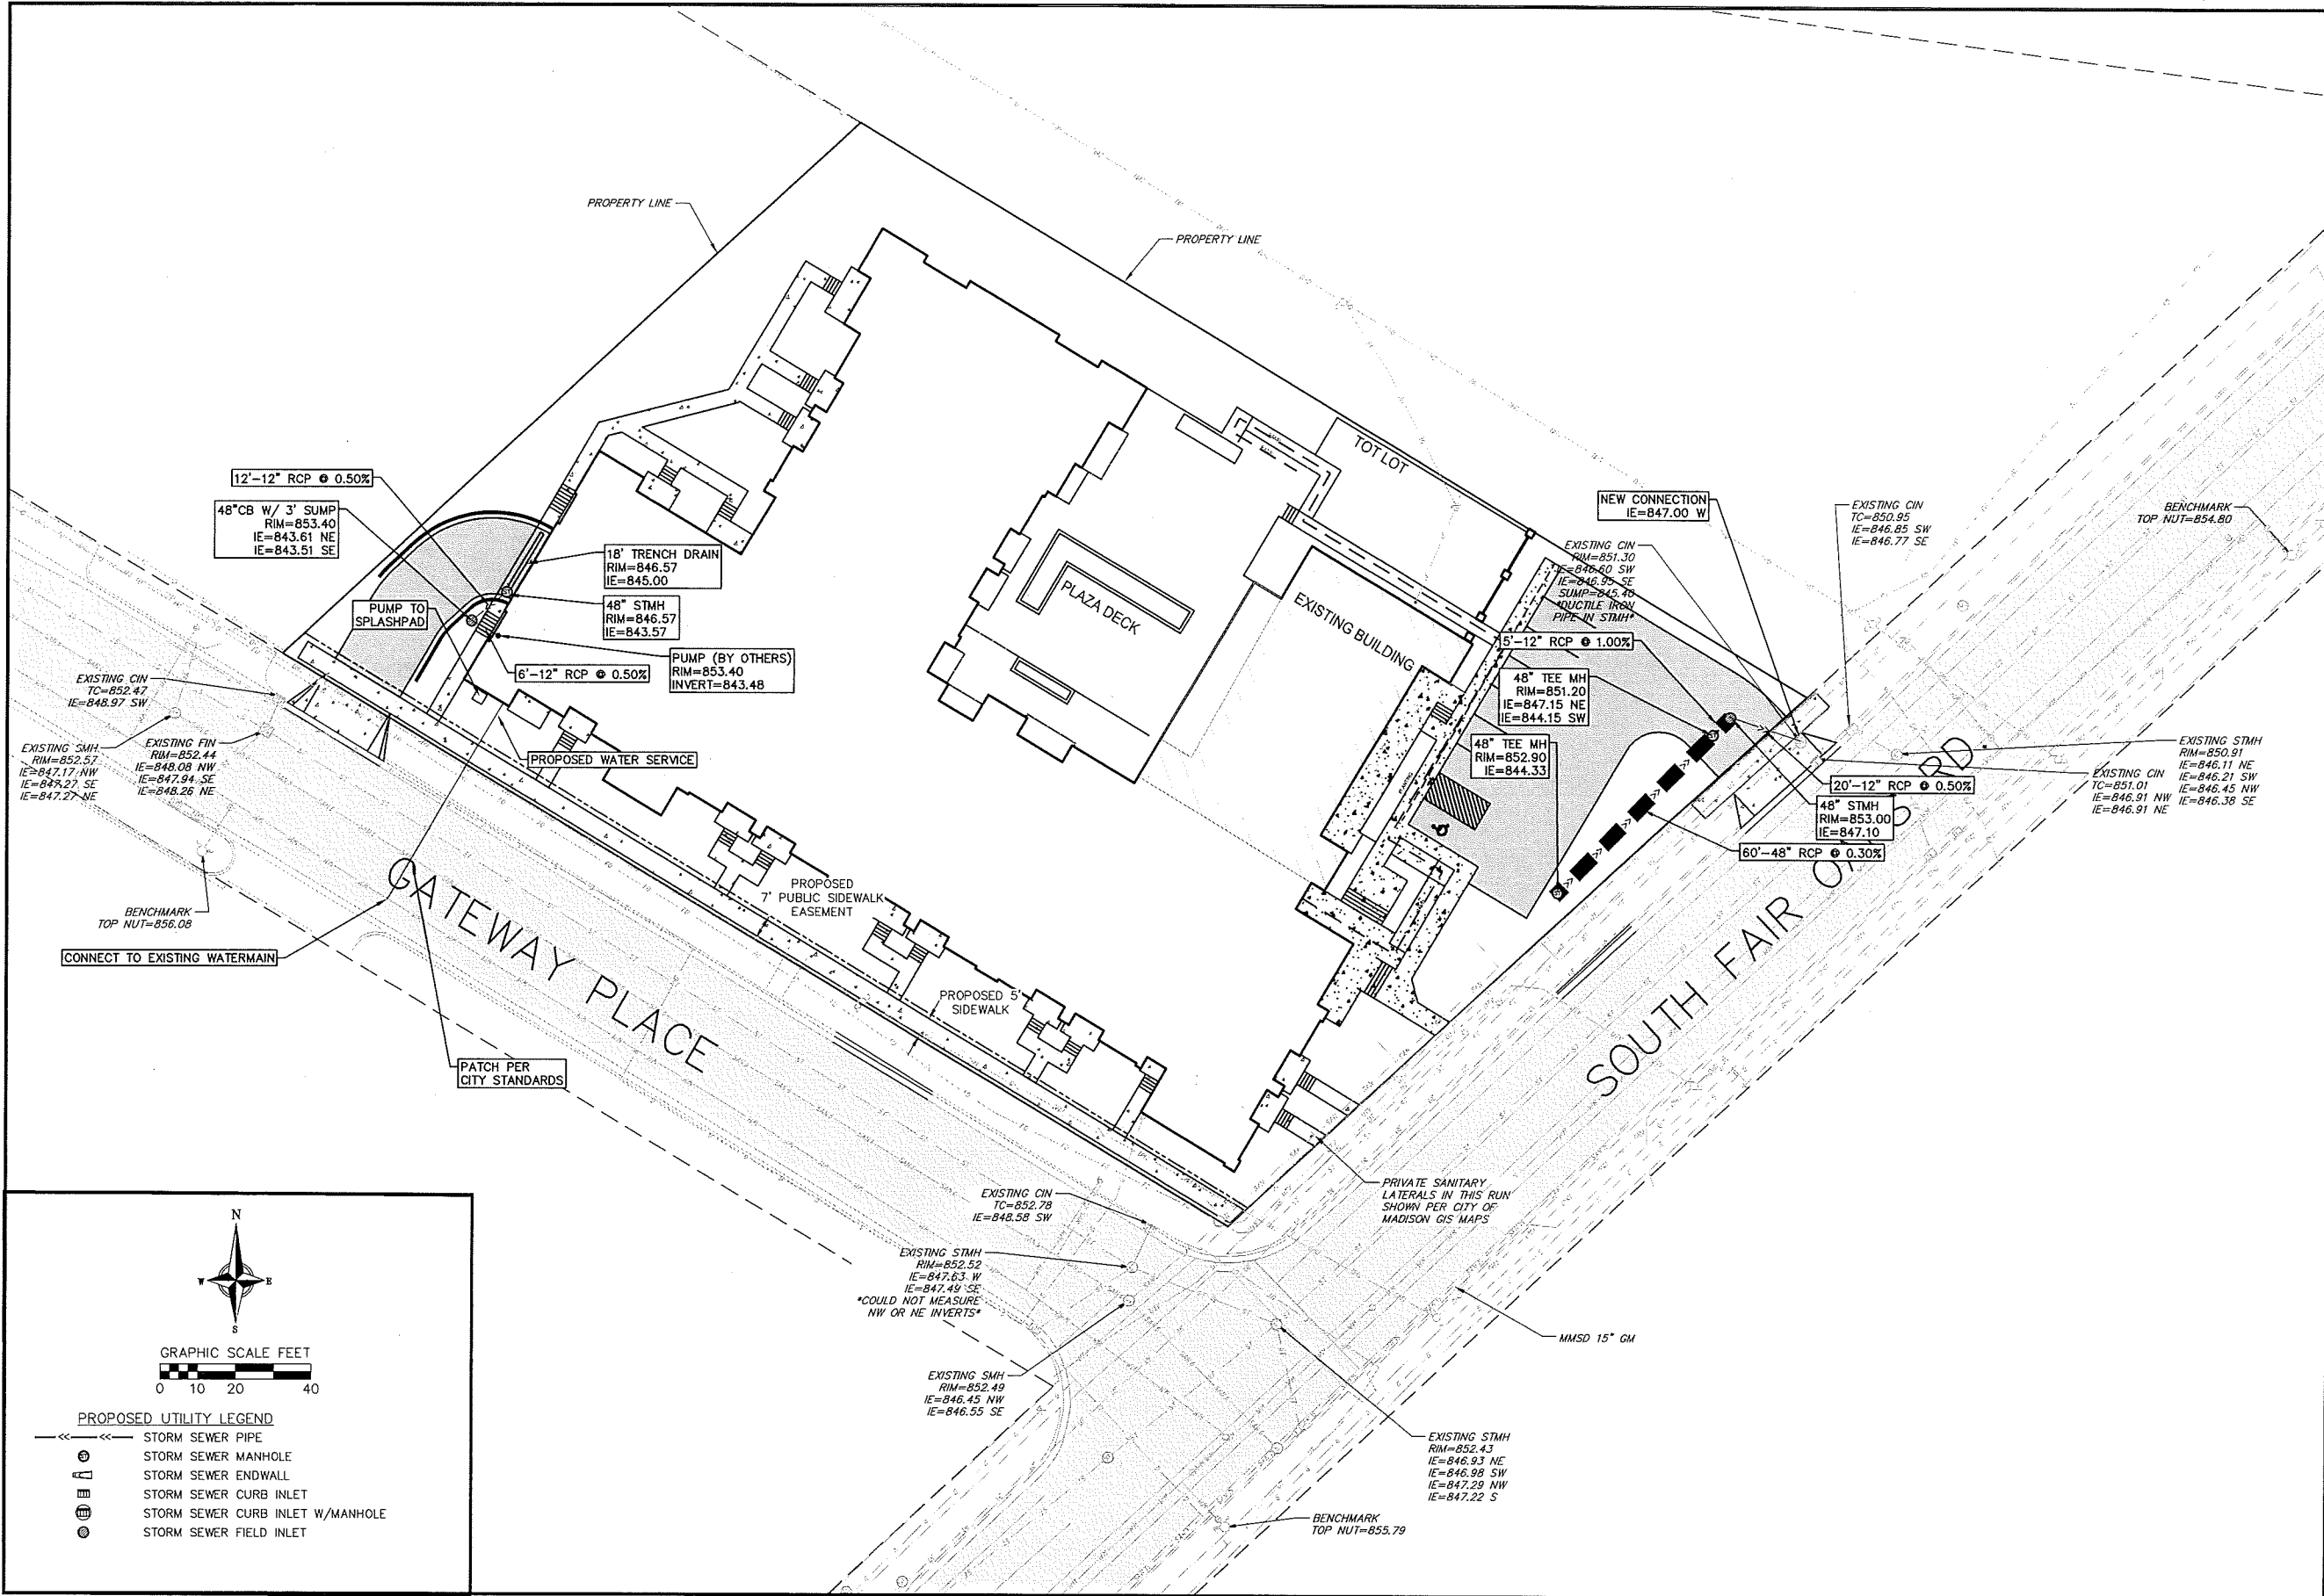 PROPERTY LINE
PROPERTY LINE
TOT LOT
PLAZA DECK
EXISTING BUILDING
12'-12" RCP @ 0.50%
48"CB W/ 3' SUMP
RIM=853.40
IE=843.61 NE
IE=843.51 SE
18' TRENCH DRAIN
RIM=846.57
IE=845.00
PUMP TO
SPLASHPAD
48" STMH
RIM=846.57
IE=843.57
PUMP (BY OTHERS)
RIM=853.40
INVERT=843.48
6'-12" RCP @ 0.50%
EXISTING CIN
TC=852.47
IE=848.97 SW
EXISTING SMH
RIM=852.57
IE=847.17 NW
IE=847.27 SE
IE=847.27 NE
EXISTING FIN
RIM=852.44
IE=848.08 NW
IE=847.94 SE
IE=848.26 NE
PROPOSED WATER SERVICE
BENCHMARK
TOP NUT=856.08
CONNECT TO EXISTING WATERMAIN
GATEWAY PLACE
PATCH PER
CITY STANDARDS
PROPOSED
7' PUBLIC SIDEWALK
EASEMENT
PROPOSED 5'
SIDEWALK
NEW CONNECTION
IE=847.00 W
EXISTING CIN
RIM=851.30
IE=846.60 SW
IE=846.95 SE
SUMP=845.40
*DUCTILE IRON
PIPE IN STMH*
5'-12" RCP @ 1.00%
48" TEE MH
RIM=851.20
IE=847.15 NE
IE=844.15 SW
48" TEE MH
RIM=852.90
IE=844.33
EXISTING CIN
TC=850.95
IE=846.85 SW
IE=846.77 SE
BENCHMARK
TOP NUT=854.80
EXISTING STMH
RIM=850.91
IE=846.11 NE
IE=846.21 SW
IE=846.45 NW
IE=846.38 SE
EXISTING CIN
TC=851.01
IE=846.91 NW
IE=846.91 NE
20'-12" RCP @ 0.50%
48" STMH
RIM=853.00
IE=847.10
60'-48" RCP @ 0.30%
SOUTH FAIR OAKS RD.
PRIVATE SANITARY
LATERALS IN THIS RUN
SHOWN PER CITY OF
MADISON GIS MAPS
EXISTING CIN
TC=852.78
IE=848.58 SW
EXISTING STMH
RIM=852.52
IE=847.63 W
IE=847.49 SE
*COULD NOT MEASURE
NW OR NE INVERTS*
EXISTING SMH
RIM=852.49
IE=846.45 NW
IE=846.55 SE
MMSD 15" GM
EXISTING STMH
RIM=852.43
IE=846.93 NE
IE=846.98 SW
IE=847.29 NW
IE=847.22 S
BENCHMARK
TOP NUT=855.79
N
W E
S
GRAPHIC SCALE FEET
0 10 20 40
PROPOSED UTILITY LEGEND
STORM SEWER PIPE
STORM SEWER MANHOLE
STORM SEWER ENDWALL
STORM SEWER CURB INLET
STORM SEWER CURB INLET W/MANHOLE
STORM SEWER FIELD INLET